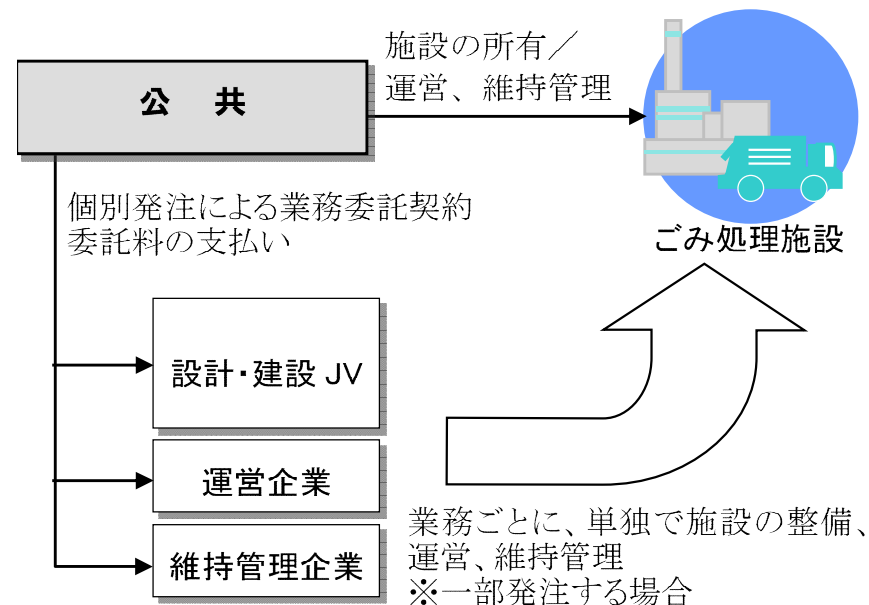 施設の所有／
運営、維持管理
公　共
個別発注による業務委託契約
委託料の支払い
ごみ処理施設
設計・建設 JV
運営企業
維持管理企業
業務ごとに、単独で施設の整備、
運営、維持管理
※一部発注する場合